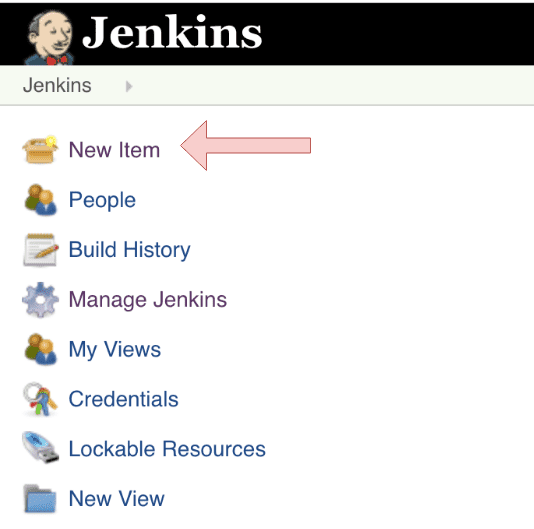 Jenkins
Jenkins
New Item
People
Build History
Manage Jenkins
My Views
Credentials
Lockable Resources
New View